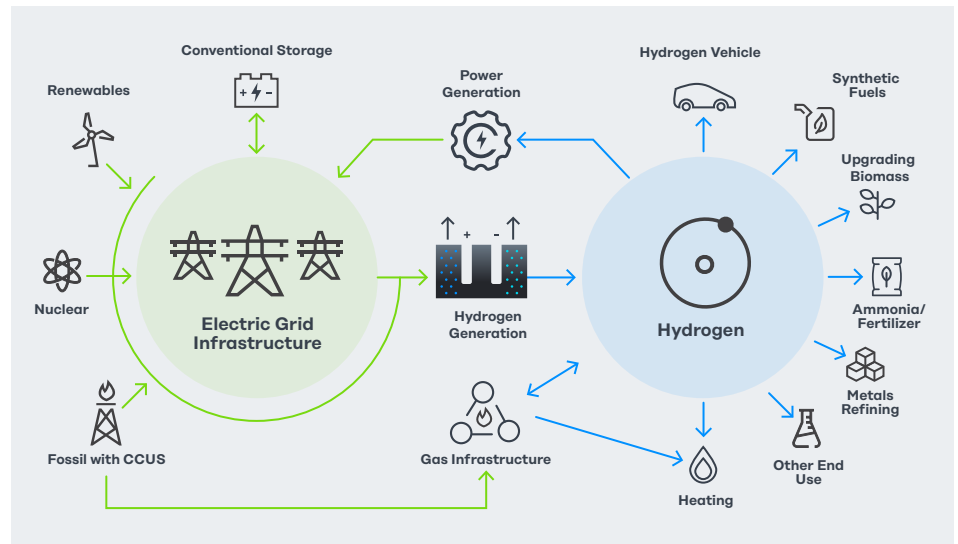 Conventional Storage
Renewables
Power
Generation
Hydrogen Vehicle
Synthetic
Fuels
Upgrading
Biomass
+ -
+ -
Nuclear
Electric Grid
Infrastructure
Hydrogen
Generation
Hydrogen
Ammonia/
Fertilizer
Metals
Refining
Fossil with CCUS
Gas Infrastructure
Other End
Use
Heating